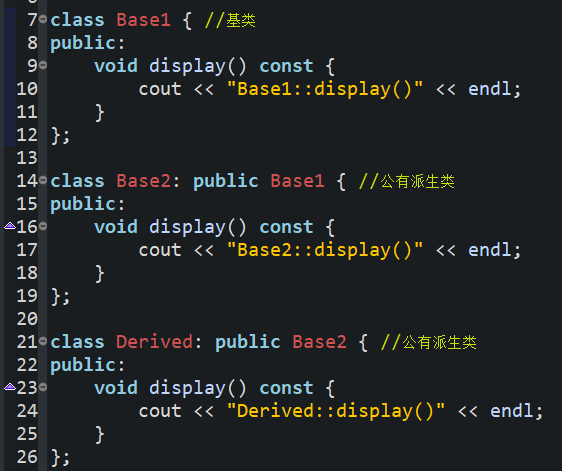 7 class Base1 { //基类
8 public:
9     void display() const {
10         cout << "Base1::display()" << endl;
11     }
12 };
13
14 class Base2: public Base1 { //公有派生类
15 public:
16     void display() const {
17         cout << "Base2::display()" << endl;
18     }
19 };
20
21 class Derived: public Base2 { //公有派生类
22 public:
23     void display() const {
24         cout << "Derived::display()" << endl;
25     }
26 };